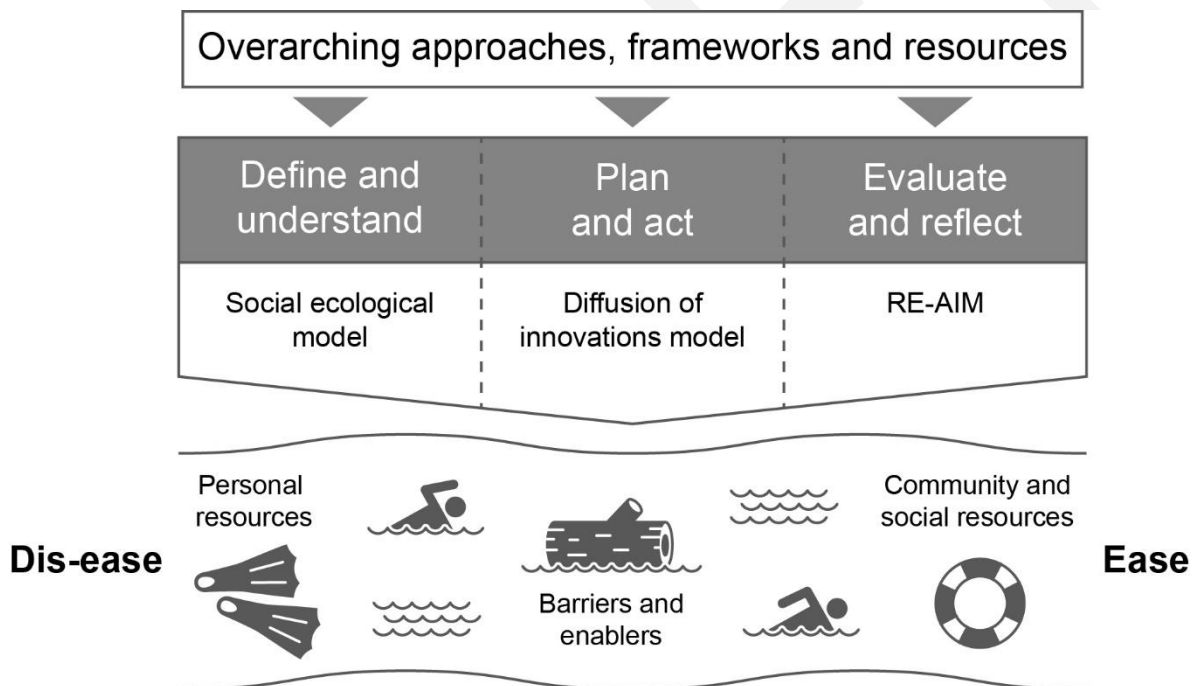 Overarching approaches, frameworks and resources
Define and
understand
Plan
and act
Evaluate
and reflect
Social ecological
model
Diffusion of
innovations model
RE-AIM
Dis-ease
Personal
resources
Barriers and
enablers
Community and
social resources
Ease